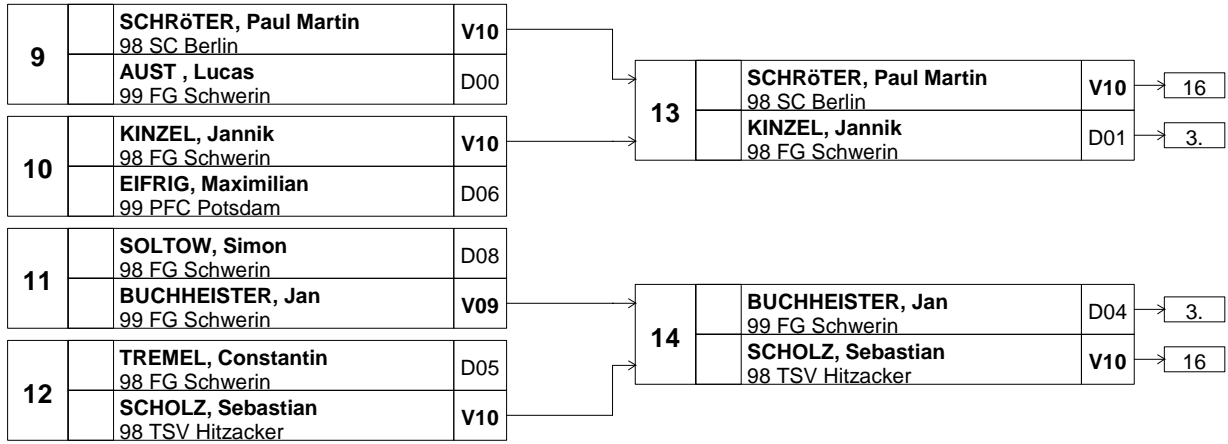 9
SCHRöTER, Paul Martin
98 SC Berlin
V10
AUST , Lucas
99 FG Schwerin
D00
10
KINZEL, Jannik
98 FG Schwerin
V10
EIFRIG, Maximilian
99 PFC Potsdam
D06
11
SOLTOW, Simon
98 FG Schwerin
D08
BUCHHEISTER, Jan
99 FG Schwerin
V09
12
TREMEL, Constantin
98 FG Schwerin
D05
SCHOLZ, Sebastian
98 TSV Hitzacker
V10
13
SCHRöTER, Paul Martin
98 SC Berlin
V10
16
KINZEL, Jannik
98 FG Schwerin
D01
3.
14
BUCHHEISTER, Jan
99 FG Schwerin
D04
3.
SCHOLZ, Sebastian
98 TSV Hitzacker
V10
16